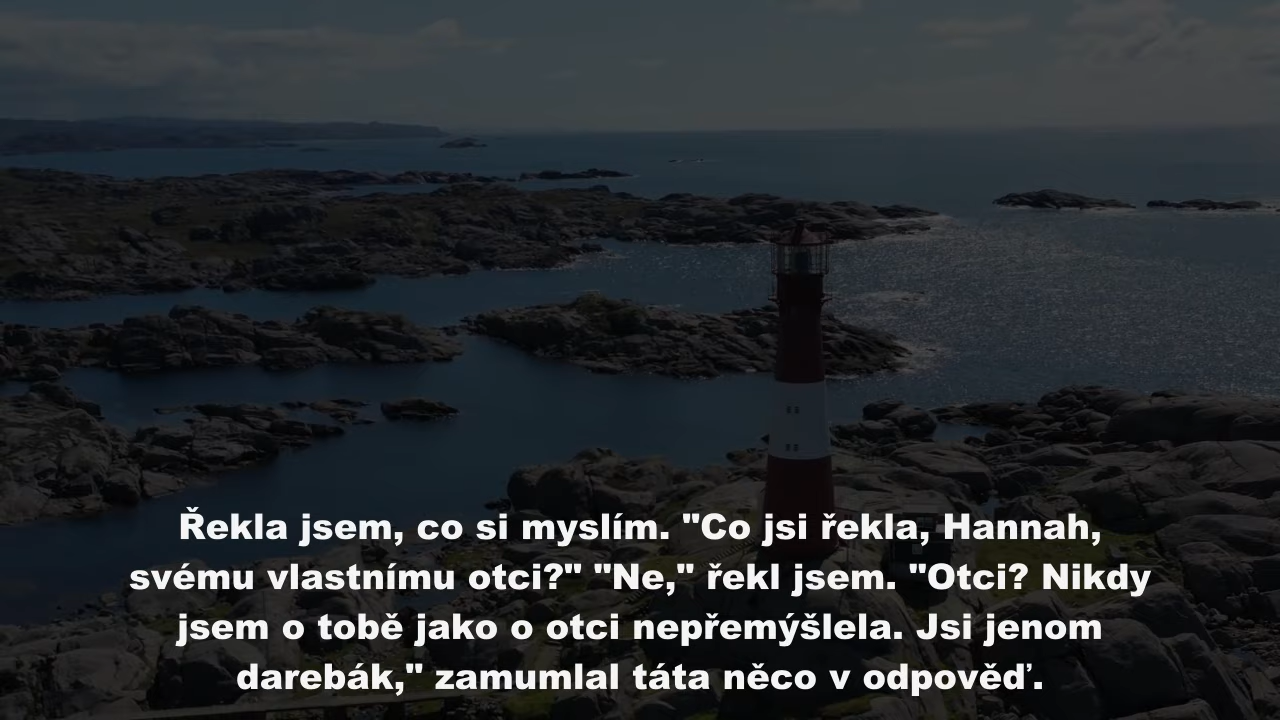 Řekla jsem, co si myslím. "Co jsi řekla, Hannah,
svému vlastnímu otci?" "Ne," řekl jsem. "Otci? Nikdy
jsem o tobě jako o otci nepřemýšlela. Jsi jenom
darebák," zamumlal táta něco v odpověď.